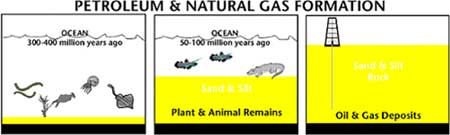 PETROLEUM & NATURAL GAS FORMATION
OCEAN
300-400 million years ago
OCEAN
50-100 million years ago
Sand & Silt
Plant & Animal Remains
Sand & Silt
Rock
Oil & Gas Deposits